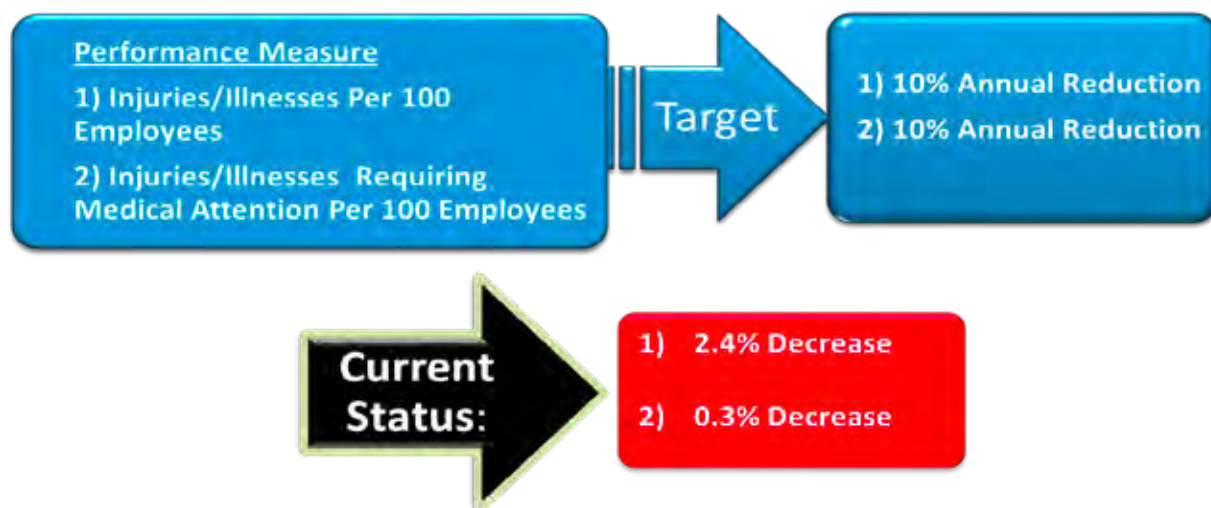 Performance Measure
1) Injuries/Illnesses Per 100
Employees
2) Injuries/Illnesses Requiring
Medical Attention Per 100 Employees
Target
1) 10% Annual Reduction
2) 10% Annual Reduction
Current
Status:
1) 2.4% Decrease
2) 0.3% Decrease